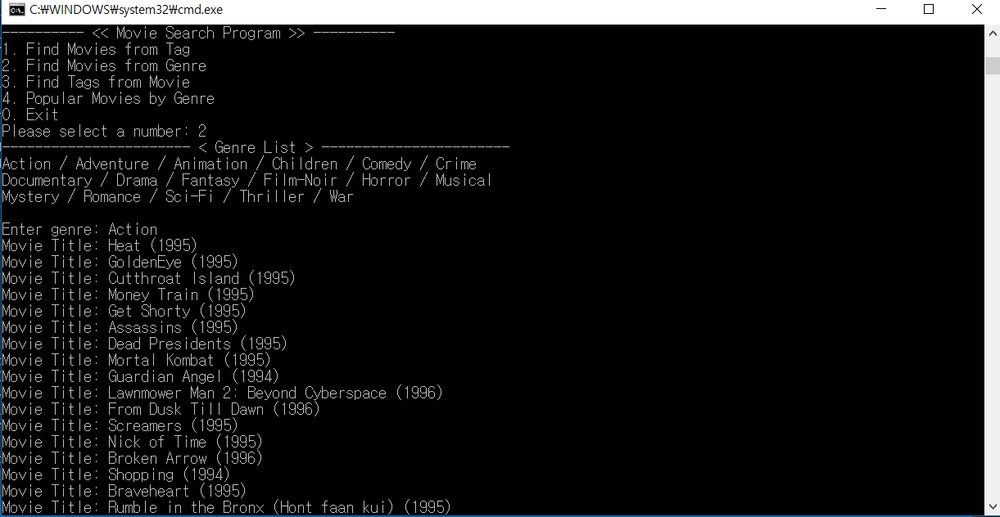 C:₩WINDOWS₩system32₩cmd.exe
---------- << Movie Search Program >> ----------
1. Find Movies from Tag
2. Find Movies from Genre
3. Find Tags from Movie
4. Popular Movies by Genre
0. Exit
Please select a number: 2
----------------------- < Genre List > -----------------------
Action / Adventure / Animation / Children / Comedy / Crime
Documentary / Drama / Fantasy / Film-Noir / Horror / Musical
Mystery / Romance / Sci-Fi / Thriller / War
Enter genre: Action
Movie Title: Heat (1995)
Movie Title: GoldenEye (1995)
Movie Title: Cutthroat Island (1995)
Movie Title: Money Train (1995)
Movie Title: Get Shorty (1995)
Movie Title: Assassins (1995)
Movie Title: Dead Presidents (1995)
Movie Title: Mortal Kombat (1995)
Movie Title: Guardian Angel (1994)
Movie Title: Lawnmower Man 2: Beyond Cyberspace (1996)
Movie Title: From Dusk Till Dawn (1996)
Movie Title: Screamers (1995)
Movie Title: Nick of Time (1995)
Movie Title: Broken Arrow (1996)
Movie Title: Shopping (1994)
Movie Title: Braveheart (1995)
Movie Title: Rumble in the Bronx (Hont faan kui) (1995)